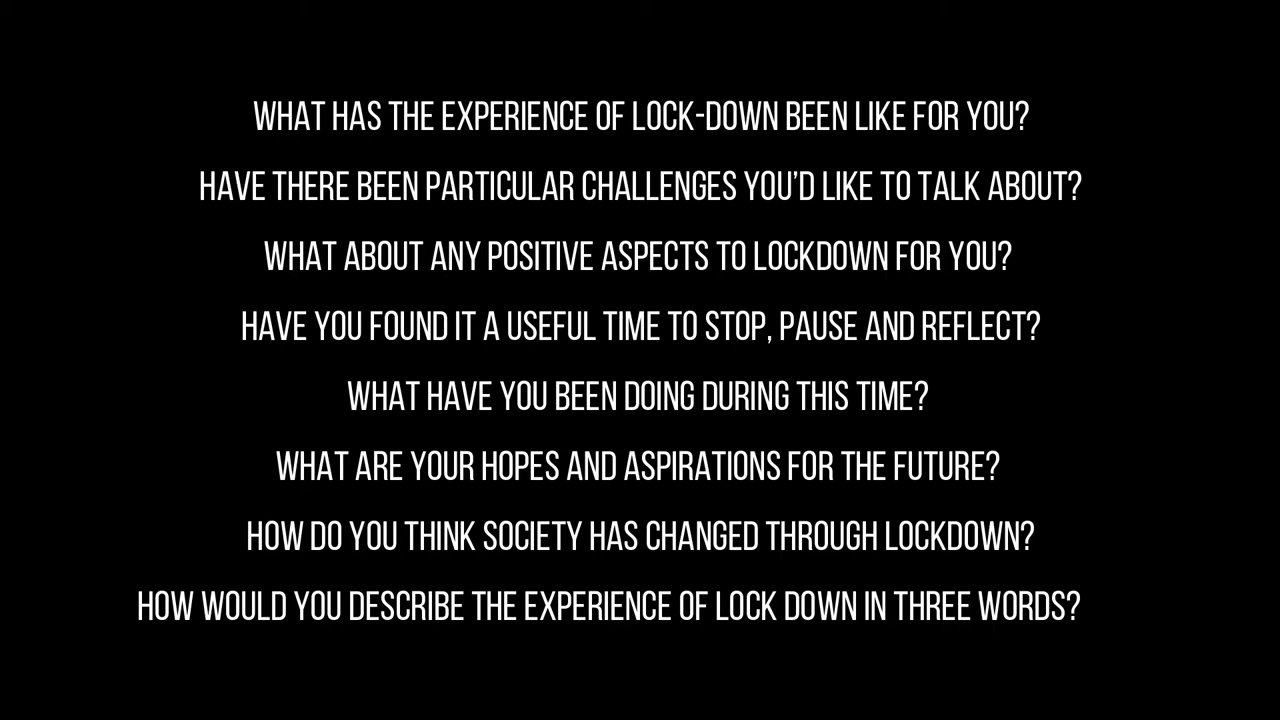 WHAT HAS THE EXPERIENCE OF LOCK-DOWN BEEN LIKE FOR YOU?
HAVE THERE BEEN PARTICULAR CHALLENGES YOU'D LIKE TO TALK ABOUT?
WHAT ABOUT ANY POSITIVE ASPECTS TO LOCKDOWN FOR YOU?
HAVE YOU FOUND IT A USEFUL TIME TO STOP, PAUSE AND REFLECT?
WHAT HAVE YOU BEEN DOING DURING THIS TIME?
WHAT ARE YOUR HOPES AND ASPIRATIONS FOR THE FUTURE?
HOW DO YOU THINK SOCIETY HAS CHANGED THROUGH LOCKDOWN?
HOW WOULD YOU DESCRIBE THE EXPERIENCE OF LOCK DOWN IN THREE WORDS?